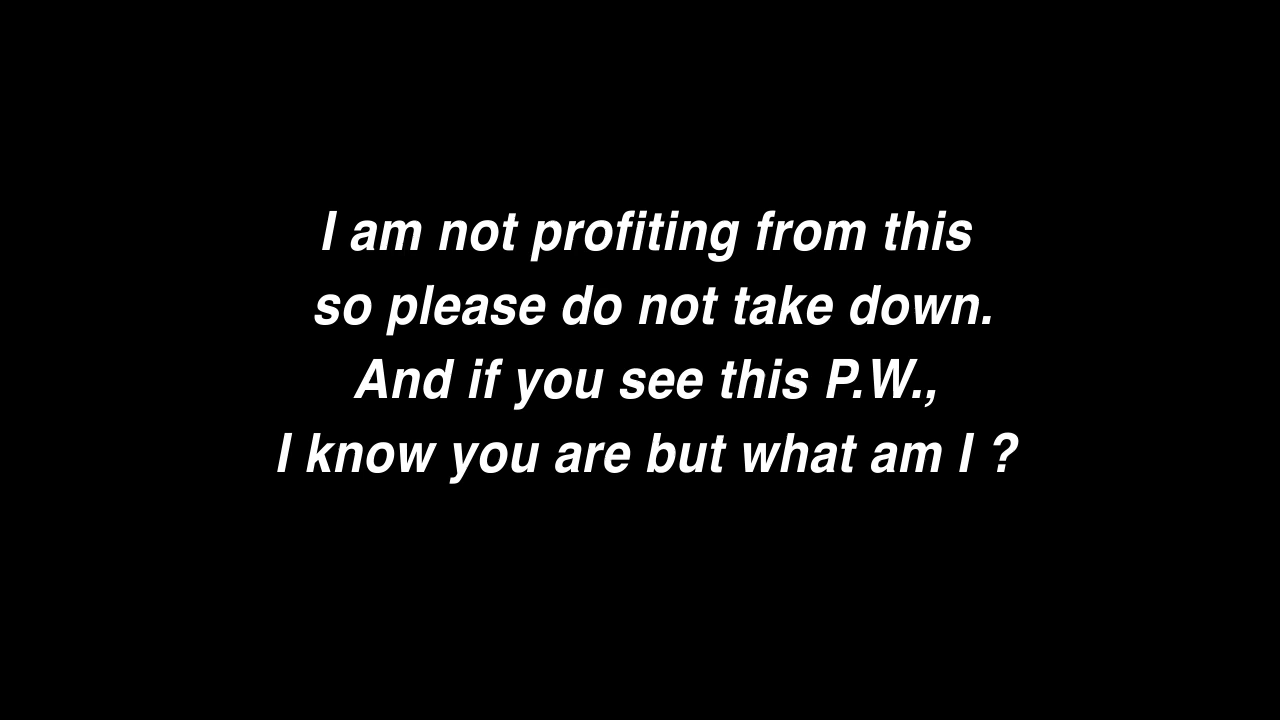 I am not profiting from this
so please do not take down.
And if you see this P.W.,
I know you are but what am I ?